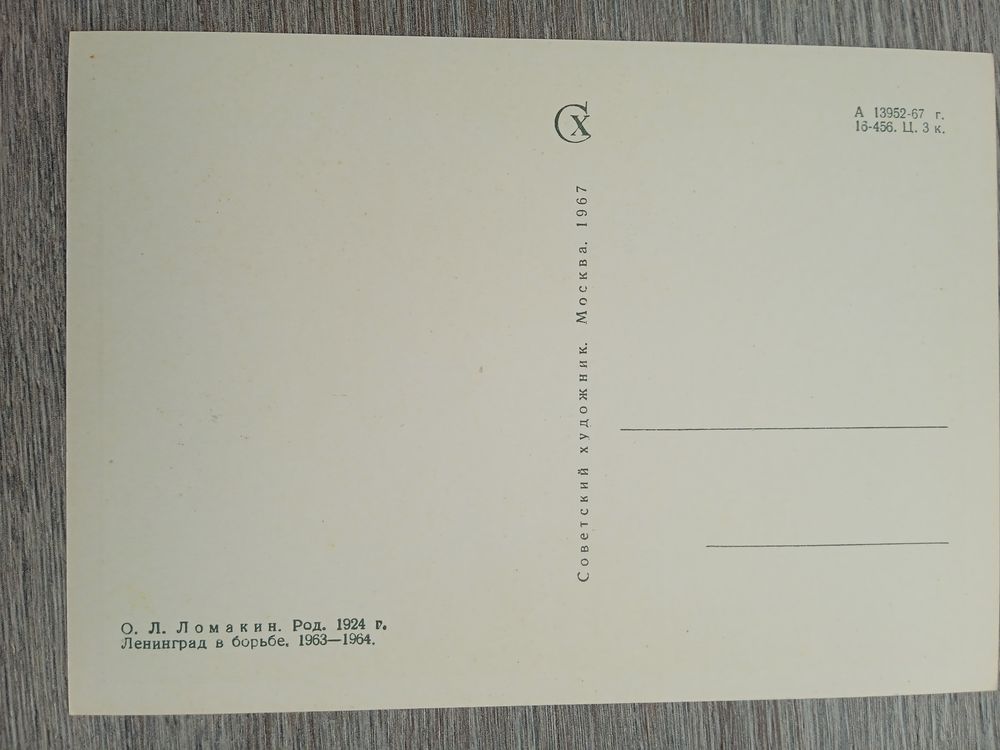 СХ
А 13952-67 г.
16-456. Ц. 3 к.
Советский художник. Москва. 1967
О. Л. Ломакин. Род. 1924 г.
Ленинград в борьбе. 1963—1964.